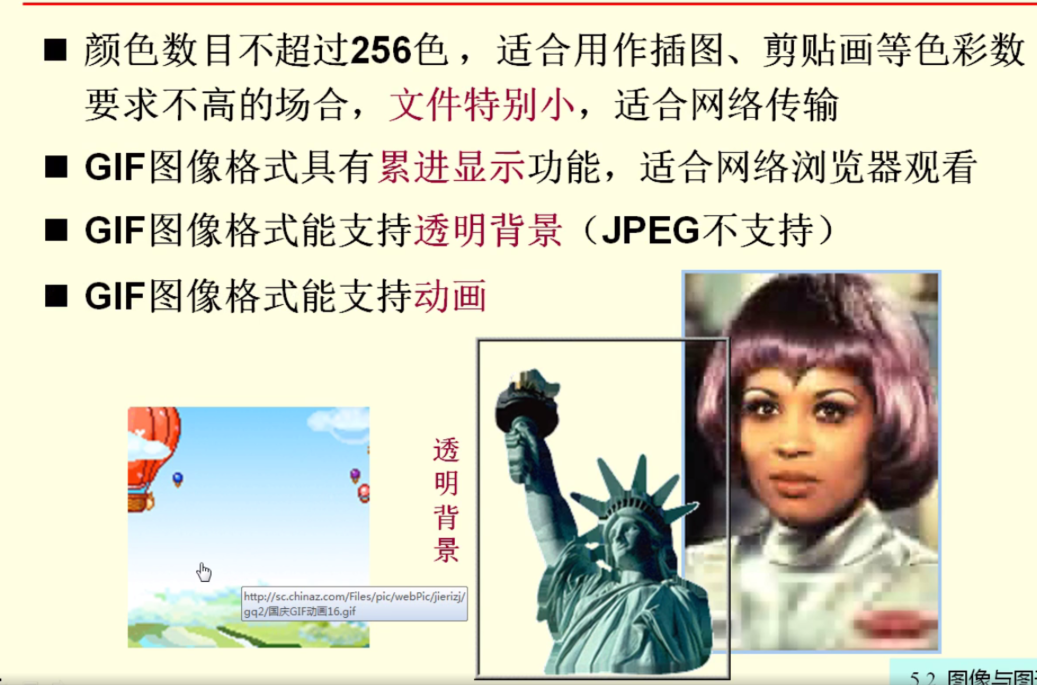 ■ 颜色数目不超过256色，适合用作插图、剪贴画等色彩数
要求不高的场合，文件特别小，适合网络传输
■ GIF图像格式具有累进显示功能，适合网络浏览器观看
■ GIF图像格式能支持透明背景（JPEG不支持）
■ GIF图像格式能支持动画
透明背景
http://sc.chinaz.com/Files/pic/webPic/jierizj/
gq2/国庆GIF动画16.gif
5.2 图像与图